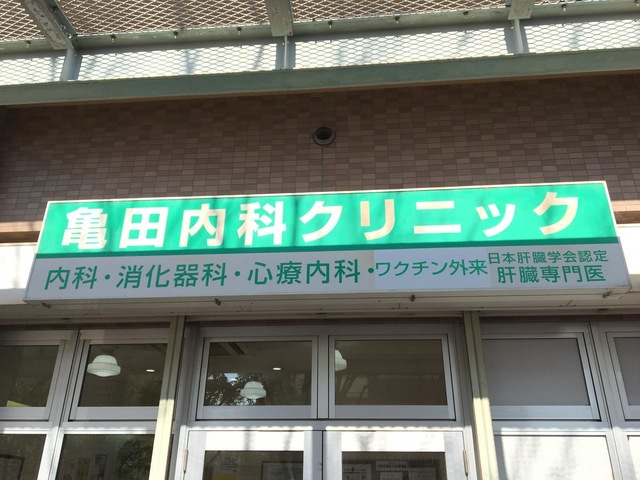 亀田内科クリニック
内科・消化器科・心療内科・ワクチン外来
日本肝臓学会認定
肝臓専門医